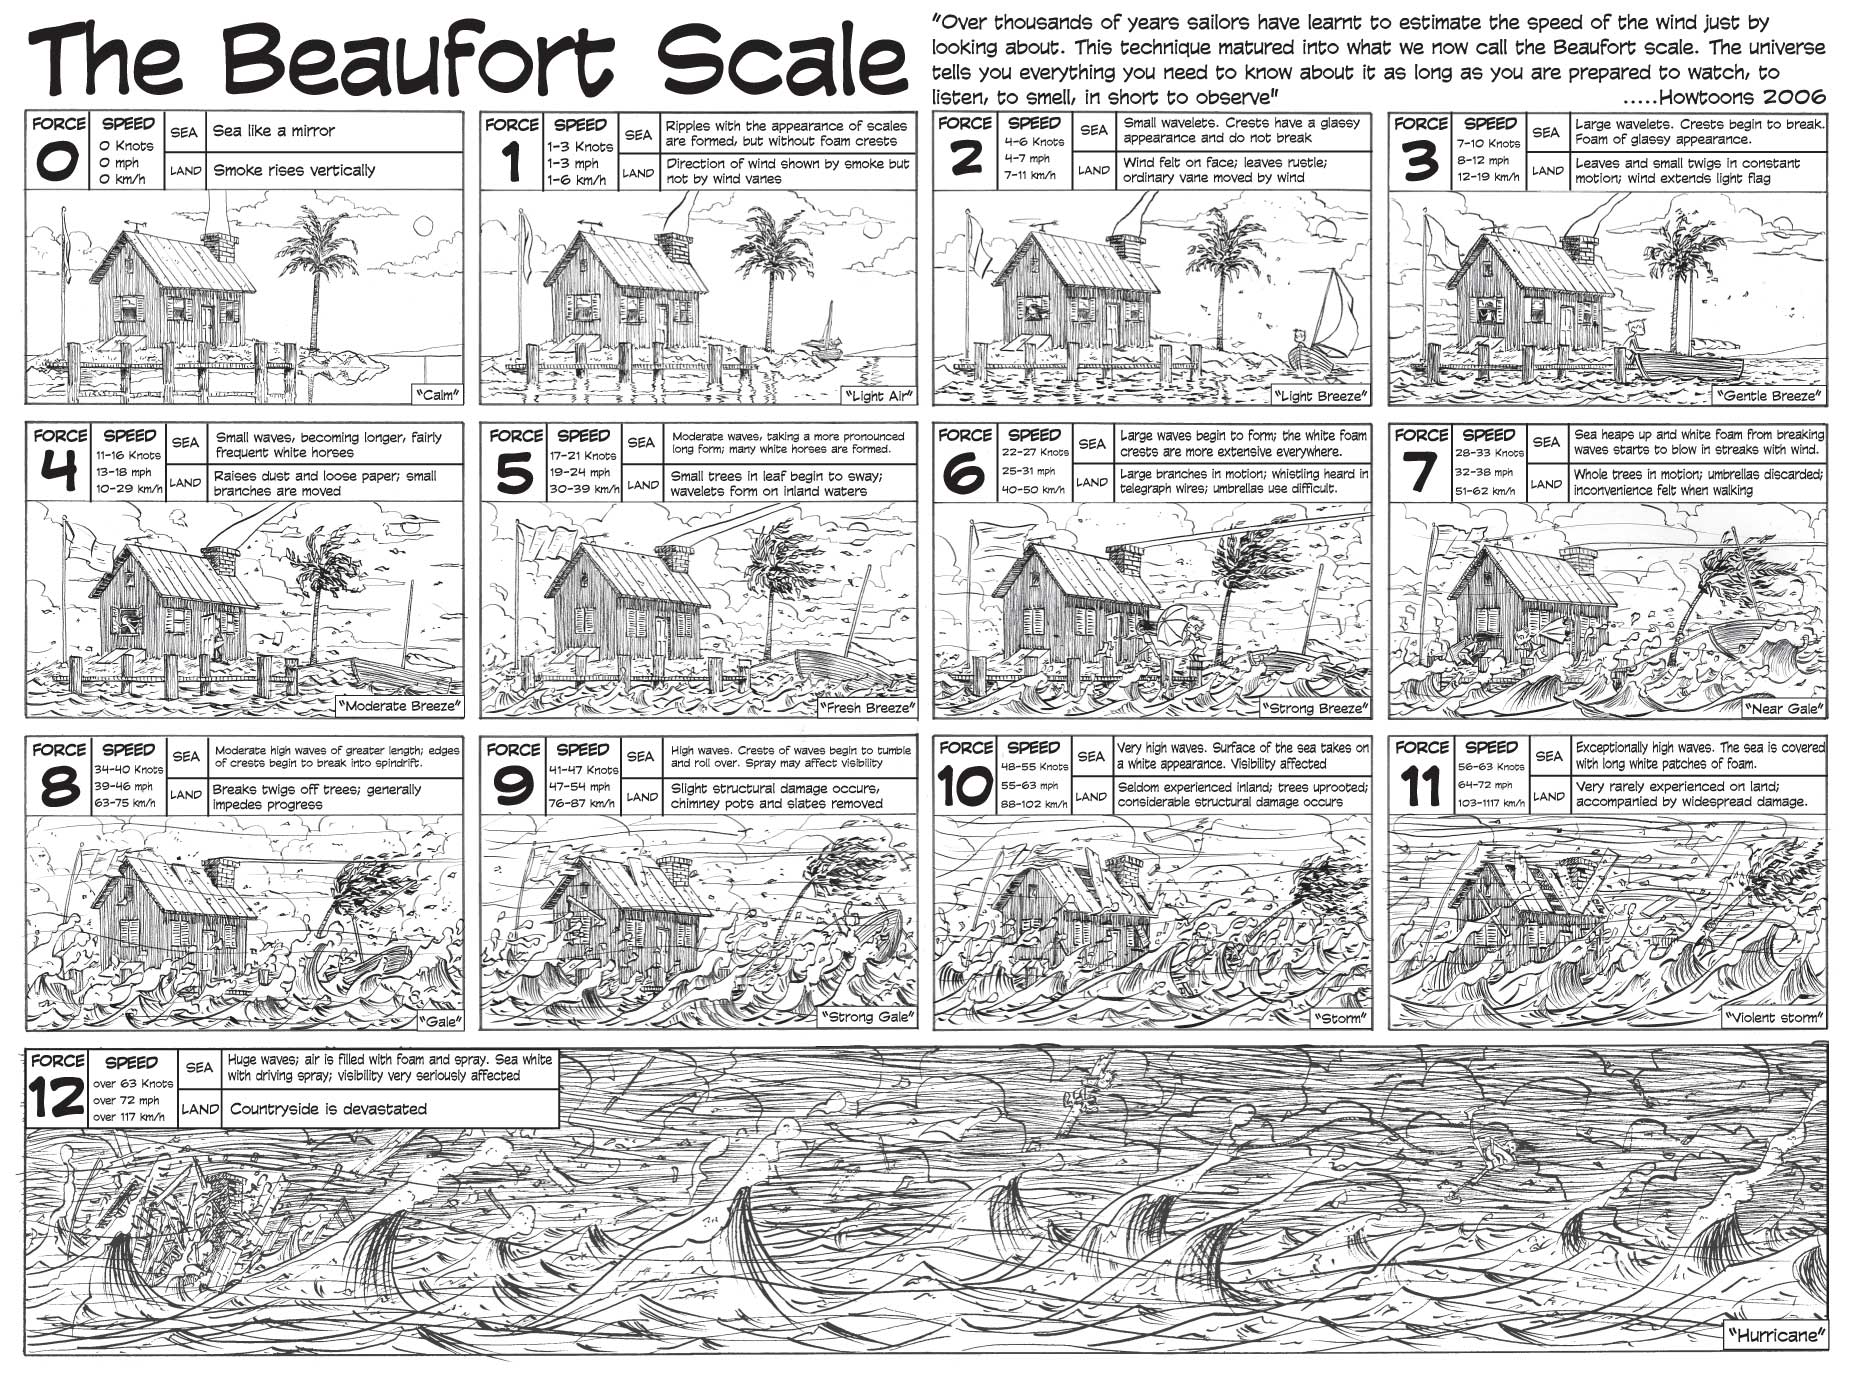 The Beaufort Scale
"Over thousands of years sailors have learnt to estimate the speed of the wind just by
looking about. This technique matured into what we now call the Beaufort scale. The universe
tells you everything you need to know about it as long as you are prepared to watch, to
listen, to smell, in short to observe"
.....Howtoons 2006
FORCE
0
SPEED
0 Knots
0 mph
0 km/h
SEA
Sea like a mirror
LAND
Smoke rises vertically
"Calm"
FORCE
1
SPEED
1-3 Knots
1-3 mph
1-6 km/h
SEA
Ripples with the appearance of scales
are formed, but without foam crests
LAND
Direction of wind shown by smoke but
not by wind vanes
"Light Air"
FORCE
2
SPEED
4-6 Knots
4-7 mph
7-11 km/h
SEA
Small wavelets. Crests have a glassy
appearance and do not break
LAND
Wind felt on face; leaves rustle;
ordinary vane moved by wind
"Light Breeze"
FORCE
3
SPEED
7-10 Knots
8-12 mph
12-19 km/h
SEA
Large wavelets. Crests begin to break.
Foam of glassy appearance.
LAND
Leaves and small twigs in constant
motion; wind extends light flag
"Gentle Breeze"
FORCE
4
SPEED
11-16 Knots
13-18 mph
10-29 km/h
SEA
Small waves, becoming longer, fairly
frequent white horses
LAND
Raises dust and loose paper; small
branches are moved
"Moderate Breeze"
FORCE
5
SPEED
17-21 Knots
19-24 mph
30-39 km/h
SEA
Moderate waves, taking a more pronounced
long form; many white horses are formed.
LAND
Small trees in leaf begin to sway;
wavelets form on inland waters
"Fresh Breeze"
FORCE
6
SPEED
22-27 Knots
25-31 mph
40-50 km/h
SEA
Large waves begin to form; the white foam
crests are more extensive everywhere.
LAND
Large branches in motion; whistling heard in
telegraph wires; umbrellas use difficult.
"Strong Breeze"
FORCE
7
SPEED
28-33 Knots
32-38 mph
51-62 km/h
SEA
Sea heaps up and white foam from breaking
waves starts to blow in streaks with wind.
LAND
Whole trees in motion; umbrellas discarded;
inconvenience felt when walking
"Near Gale"
FORCE
8
SPEED
34-40 Knots
39-46 mph
63-75 km/h
SEA
Moderate high waves of greater length; edges
of crests begin to break into spindrift.
LAND
Breaks twigs off trees; generally
impedes progress
"Gale"
FORCE
9
SPEED
41-47 Knots
47-54 mph
76-87 km/h
SEA
High waves. Crests of waves begin to tumble
and roll over. Spray may affect visibility
LAND
Slight structural damage occurs,
chimney pots and slates removed
"Strong Gale"
FORCE
10
SPEED
48-55 Knots
55-63 mph
88-102 km/h
SEA
Very high waves. Surface of the sea takes on
a white appearance. Visibility affected
LAND
Seldom experienced inland; trees uprooted;
considerable structural damage occurs
"Storm"
FORCE
11
SPEED
56-63 Knots
64-72 mph
103-1117 km/h
SEA
Exceptionally high waves. The sea is covered
with long white patches of foam.
LAND
Very rarely experienced on land;
accompanied by widespread damage.
"Violent storm"
FORCE
12
SPEED
over 63 Knots
over 72 mph
over 117 km/h
SEA
Huge waves; air is filled with foam and spray. Sea white
with driving spray; visibility very seriously affected
LAND
Countryside is devastated
"Hurricane"